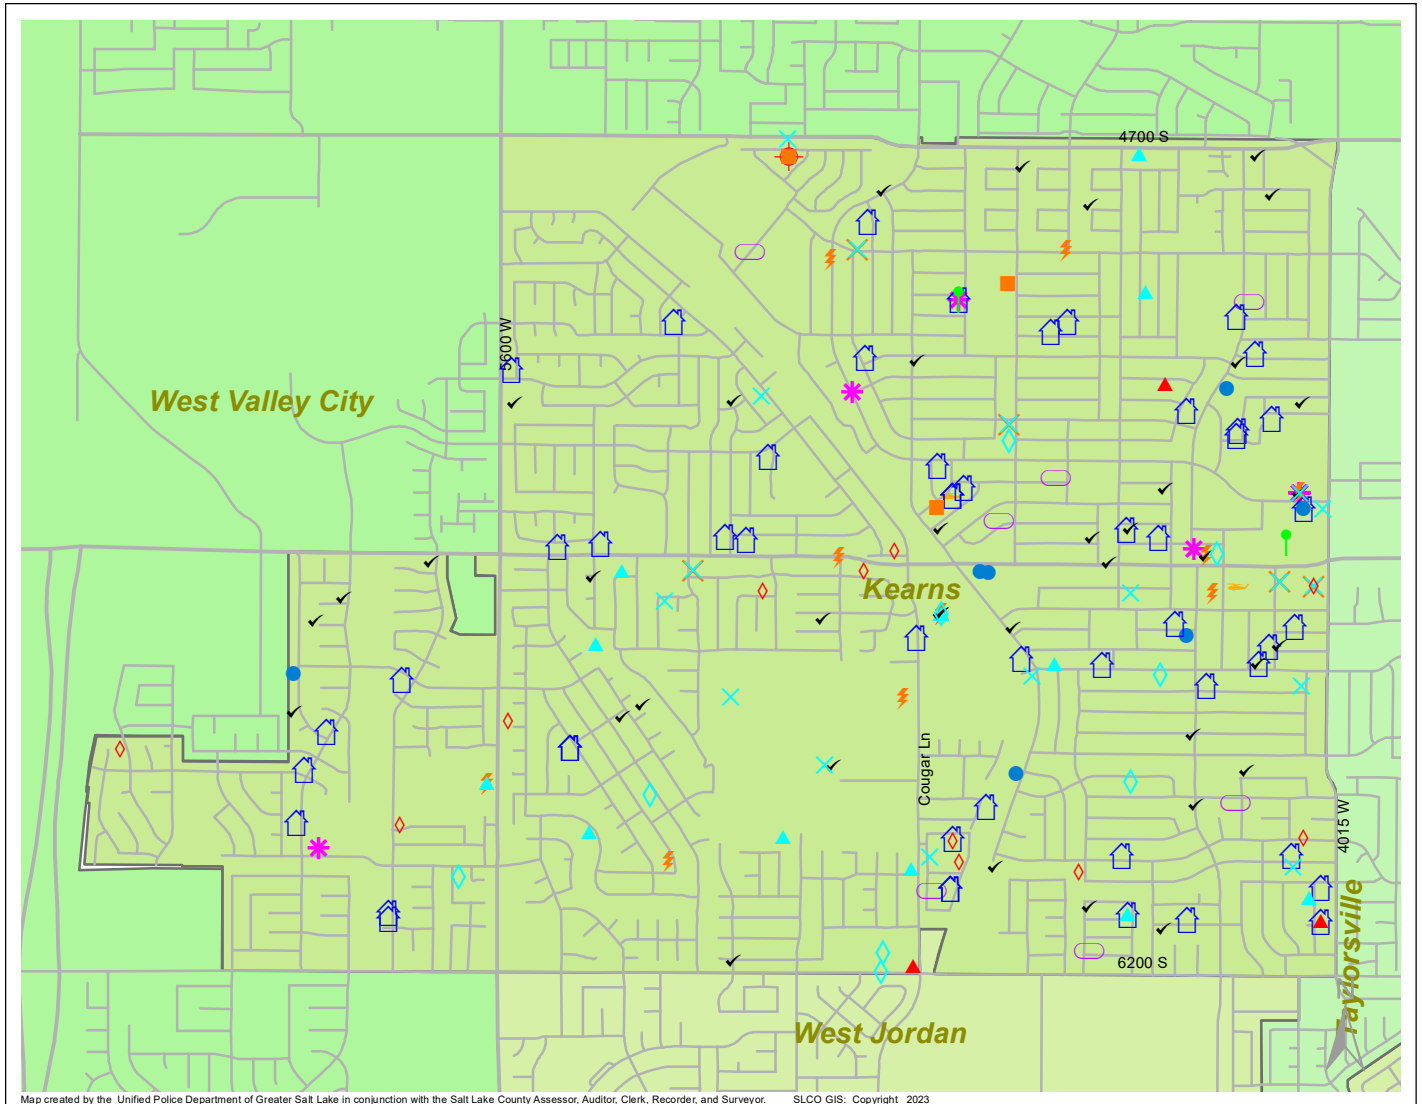 4700 S
5600 W
West Valley City
Kearns
Cougar Ln
4015 W
Taylorsville
6200 S
West Jordan
Map created by the Unified Police Department of Greater Salt Lake in conjunction with the Salt Lake County Assessor, Auditor, Clerk, Recorder, and Surveyor. SLCO GIS: Copyright 2023